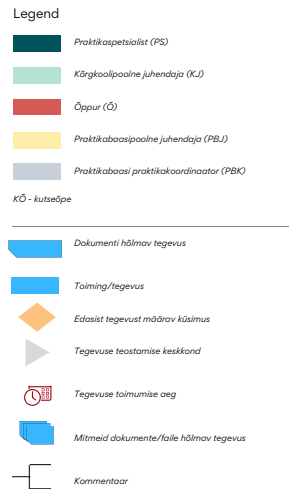 Legend
Praktikaspetsialist (PS)
Kõrgkoolipoolne juhendaja (KJ)
Õppur (Õ)
Praktikabaasipoolne juhendaja (PBJ)
Praktikabaasi praktikakoordinaator (PBK)
KÕ - kutseõpe
Dokumenti hõlmav tegevus
Toiming/tegevus
Edasist tegevust määrav küsimus
Tegevuse teostamise keskkond
Tegevuse toimumise aeg
Mitmeid dokumente/faile hõlmav tegevus
Kommentaar